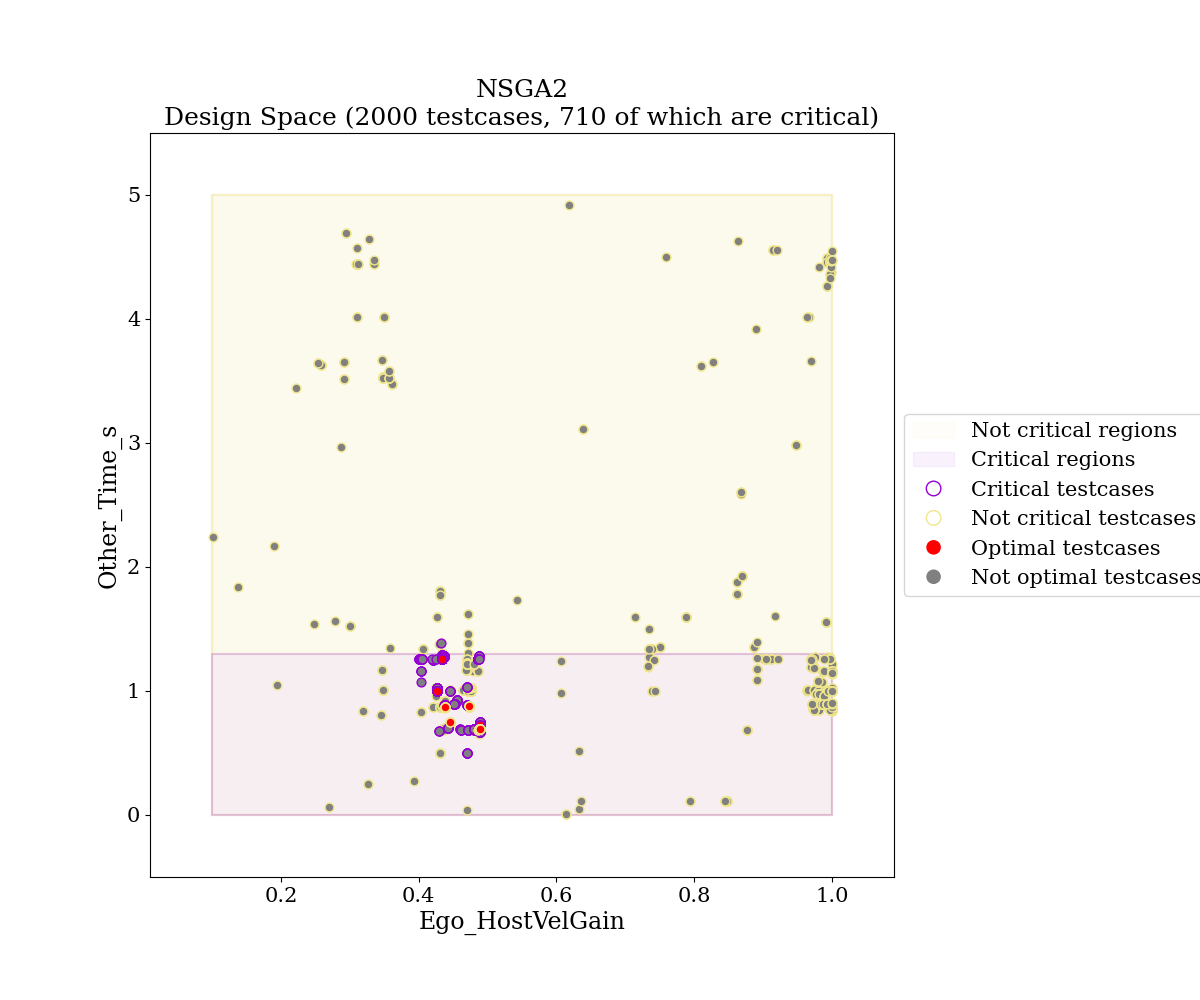 NSGA2
Design Space (2000 testcases, 710 of which are critical)
Other_Time_s
5
4
3
2
1
0
0.2
0.4
0.6
0.8
1.0
Ego_HostVelGain
Not critical regions
Critical regions
Critical testcases
Not critical testcases
Optimal testcases
Not optimal testcases